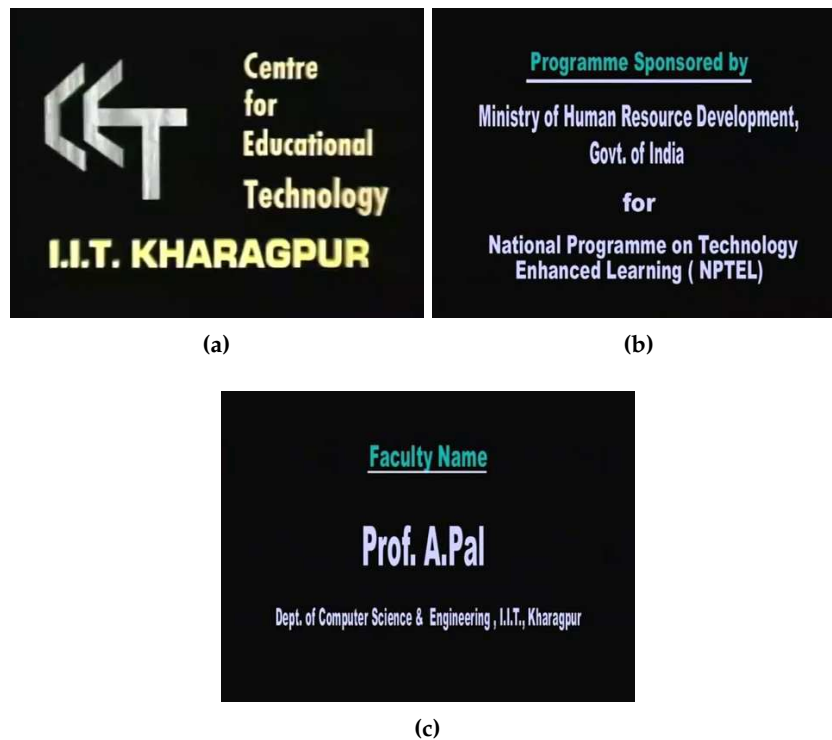 CET
Centre
for
Educational
Technology
I.I.T. KHARAGPUR
(a)
Programme Sponsored by
Ministry of Human Resource Development,
Govt. of India
for
National Programme on Technology
Enhanced Learning ( NPTEL)
(b)
Faculty Name
Prof. A.Pal
Dept. of Computer Science & Engineering , I.I.T., Kharagpur
(c)